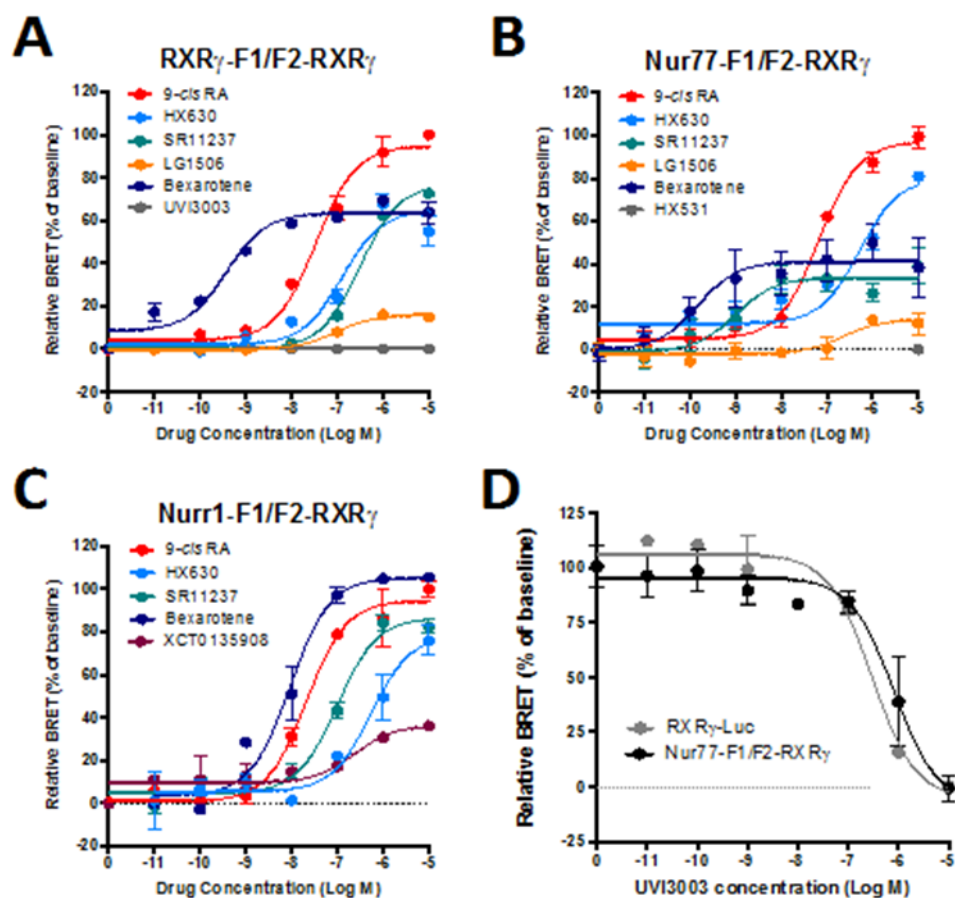 A
RXRγ-F1/F2-RXRγ
9-cis RA
HX630
SR11237
LG1506
Bexarotene
UVI3003
Relative BRET (% of baseline)
120
100
80
60
40
20
0
-20
0 -11 -10 -9 -8 -7 -6 -5
Drug Concentration (Log M)
B
Nur77-F1/F2-RXRγ
9-cis RA
HX630
SR11237
LG1506
Bexarotene
HX531
Relative BRET (% of baseline)
120
100
80
60
40
20
0
-20
0 -11 -10 -9 -8 -7 -6 -5
Drug Concentration (Log M)
C
Nurr1-F1/F2-RXRγ
9-cis RA
HX630
SR11237
Bexarotene
XCT0135908
Relative BRET (% of baseline)
120
100
80
60
40
20
0
-20
0 -11 -10 -9 -8 -7 -6 -5
Drug Concentration (Log M)
D
Relative BRET (% of baseline)
125
100
75
50
25
0
-25
RXRγ-Luc
Nur77-F1/F2-RXRγ
0 -11 -10 -9 -8 -7 -6 -5
UVI3003 concentration (Log M)